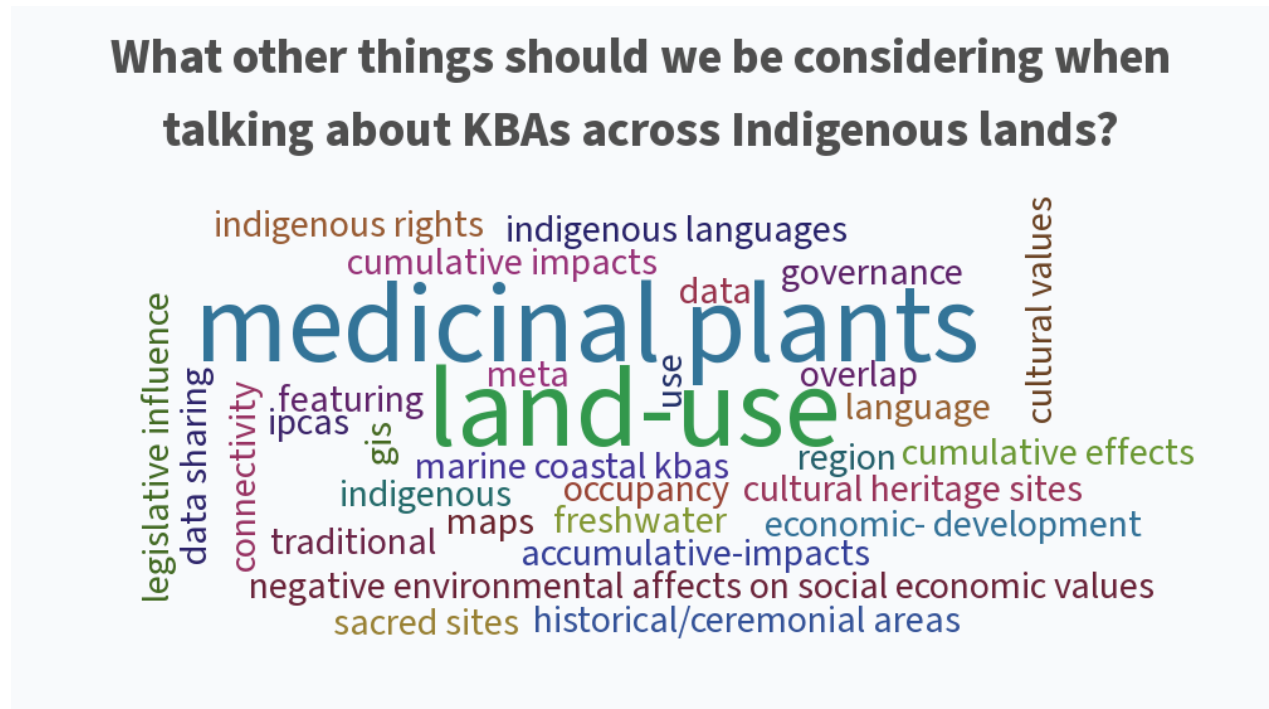 What other things should we be considering when
talking about KBAs across Indigenous lands?
indigenous rights
indigenous languages
cultural values
cumulative impacts
governance
data
medicinal plants
legislative influence
use
meta
overlap
data sharing
connectivity
featuring
land-use
language
ipcas
gis
marine coastal kbas
region
cumulative effects
indigenous
occupancy
cultural heritage sites
maps
freshwater
economic- development
traditional
accumulative-impacts
negative environmental affects on social economic values
sacred sites
historical/ceremonial areas